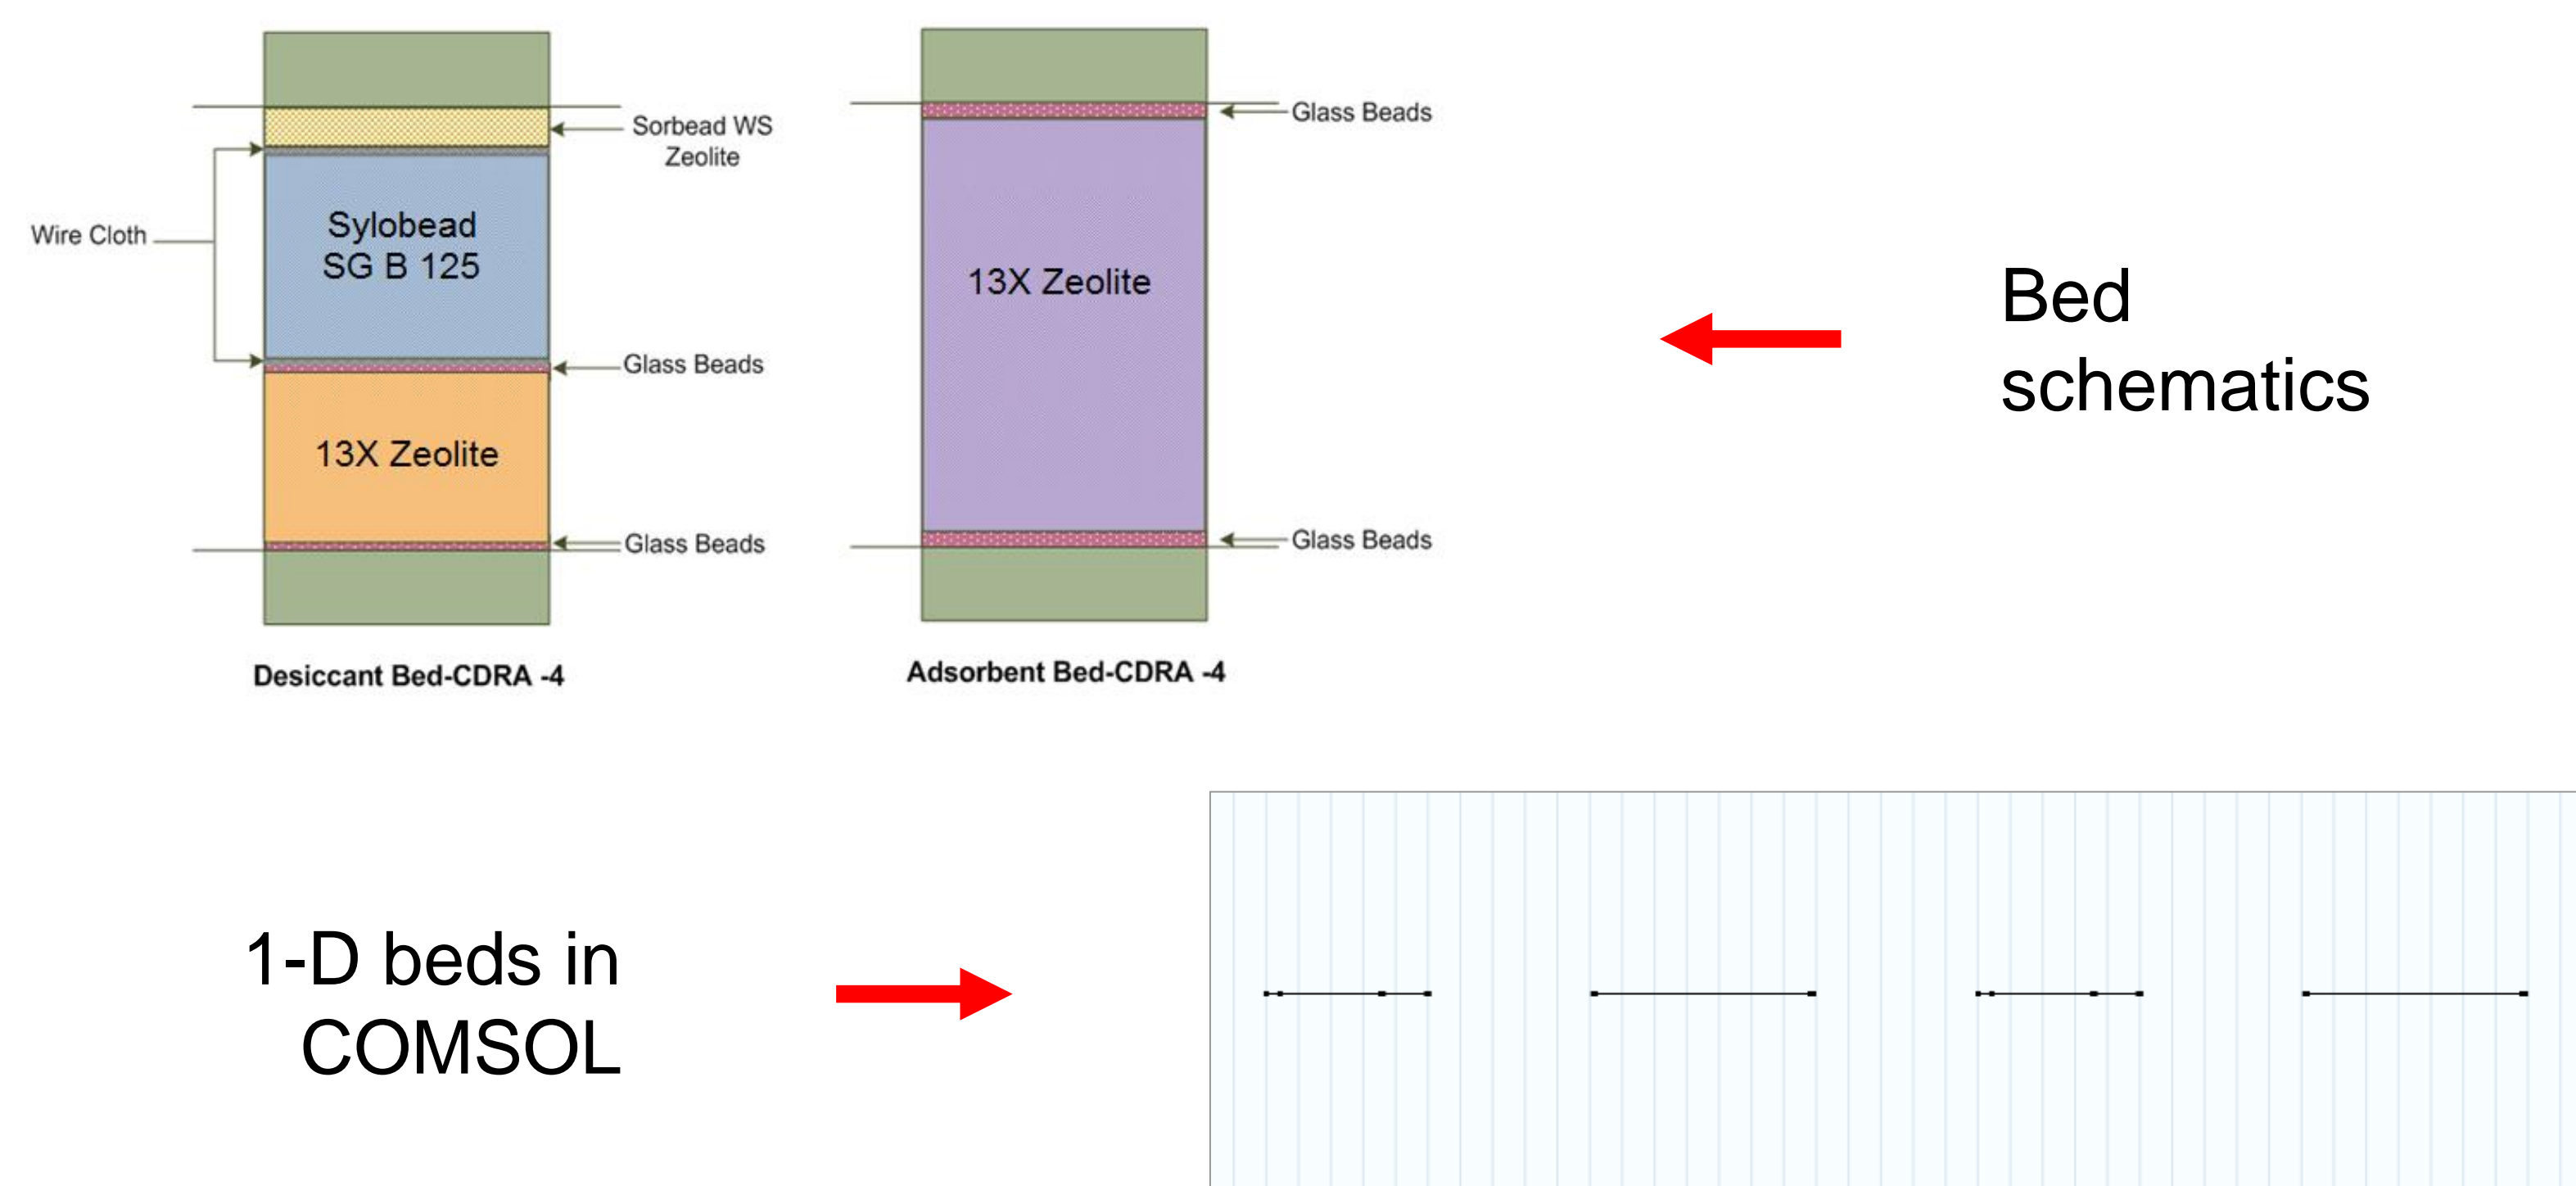 Sorbead WS
Zeolite
Wire Cloth
Sylobead
SG B 125
Glass Beads
13X Zeolite
Glass Beads
Desiccant Bed-CDRA -4
Glass Beads
13X Zeolite
Glass Beads
Adsorbent Bed-CDRA -4
Bed
schematics
1-D beds in
COMSOL